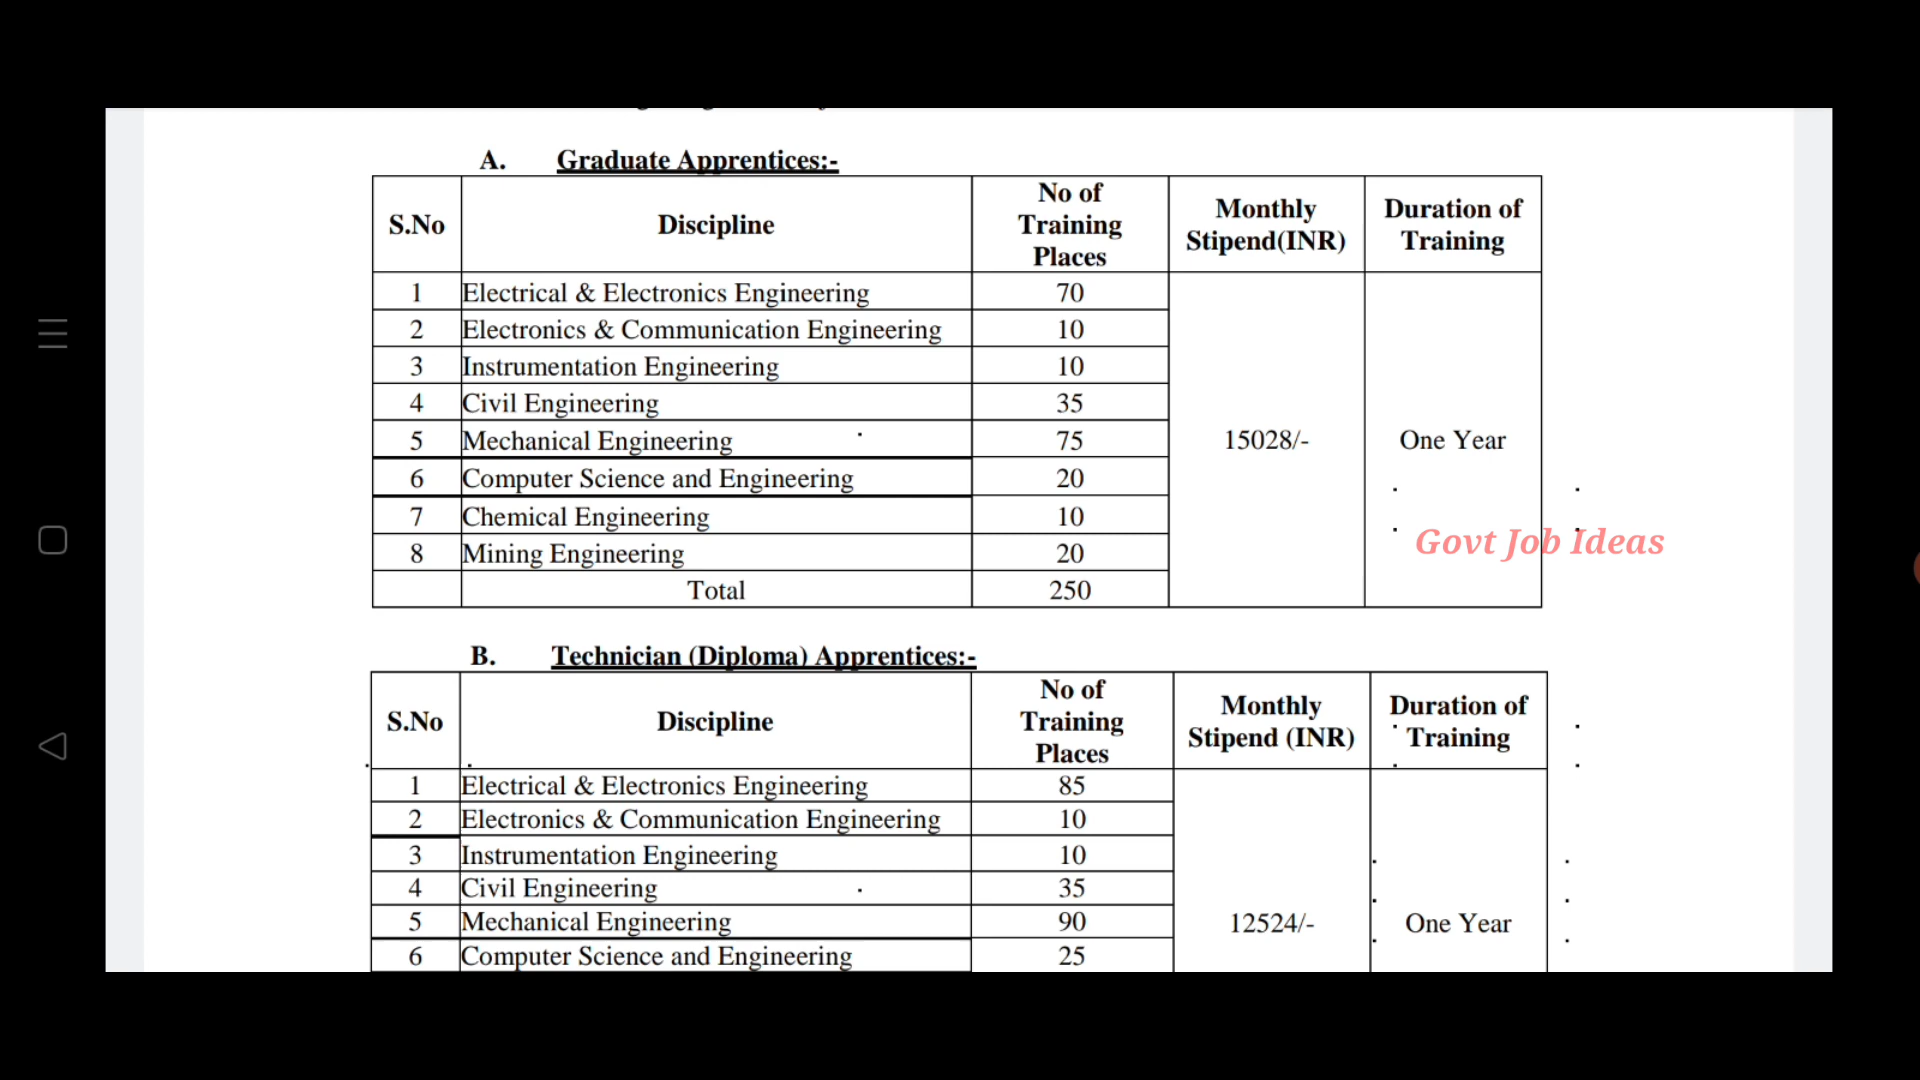 A. Graduate Apprentices:-
S.No Discipline No of Training Places Monthly Stipend(INR) Duration of Training
1 Electrical & Electronics Engineering 70
2 Electronics & Communication Engineering 10
3 Instrumentation Engineering 10
4 Civil Engineering 35
5 Mechanical Engineering 75 15028/- One Year
6 Computer Science and Engineering 20
7 Chemical Engineering 10
Govt Job Ideas
8 Mining Engineering 20
Total 250
B. Technician (Diploma) Apprentices:-
S.No Discipline No of Training Places Monthly Stipend (INR) Duration of Training
1 Electrical & Electronics Engineering 85
2 Electronics & Communication Engineering 10
3 Instrumentation Engineering 10
4 Civil Engineering 35
5 Mechanical Engineering 90 12524/- One Year
6 Computer Science and Engineering 25